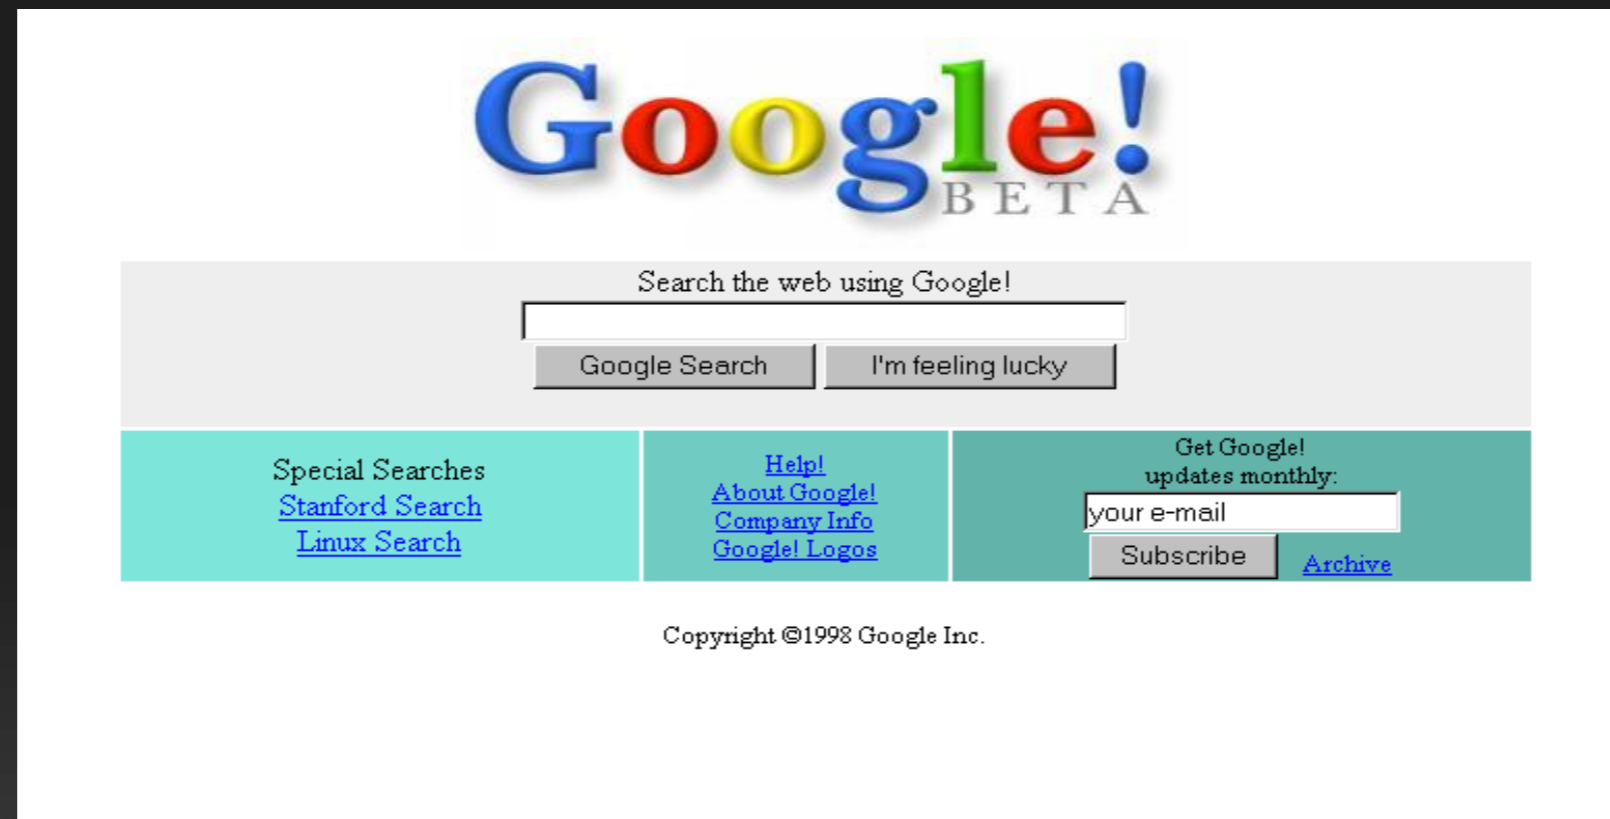 Google!
BETA
Search the web using Google!
Google Search
I'm feeling lucky
Special Searches
Stanford Search
Linux Search
Help!
About Google!
Company Info
Google! Logos
Get Google!
updates monthly:
your e-mail
Subscribe
Archive
Copyright ©1998 Google Inc.